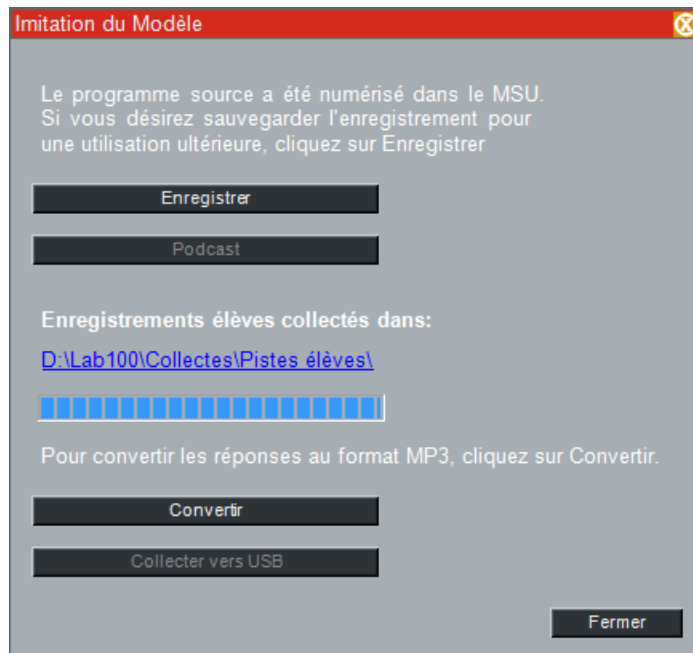 Imitation du Modèle
Le programme source a été numérisé dans le MSU.
Si vous désirez sauvegarder l'enregistrement pour
une utilisation ultérieure, cliquez sur Enregistrer
Enregistrer
Podcast
Enregistrements élèves collectés dans:
D:\Lab100\Collectes\Pistes élèves\
Pour convertir les réponses au format MP3, cliquez sur Convertir.
Convertir
Collecter vers USB
Fermer